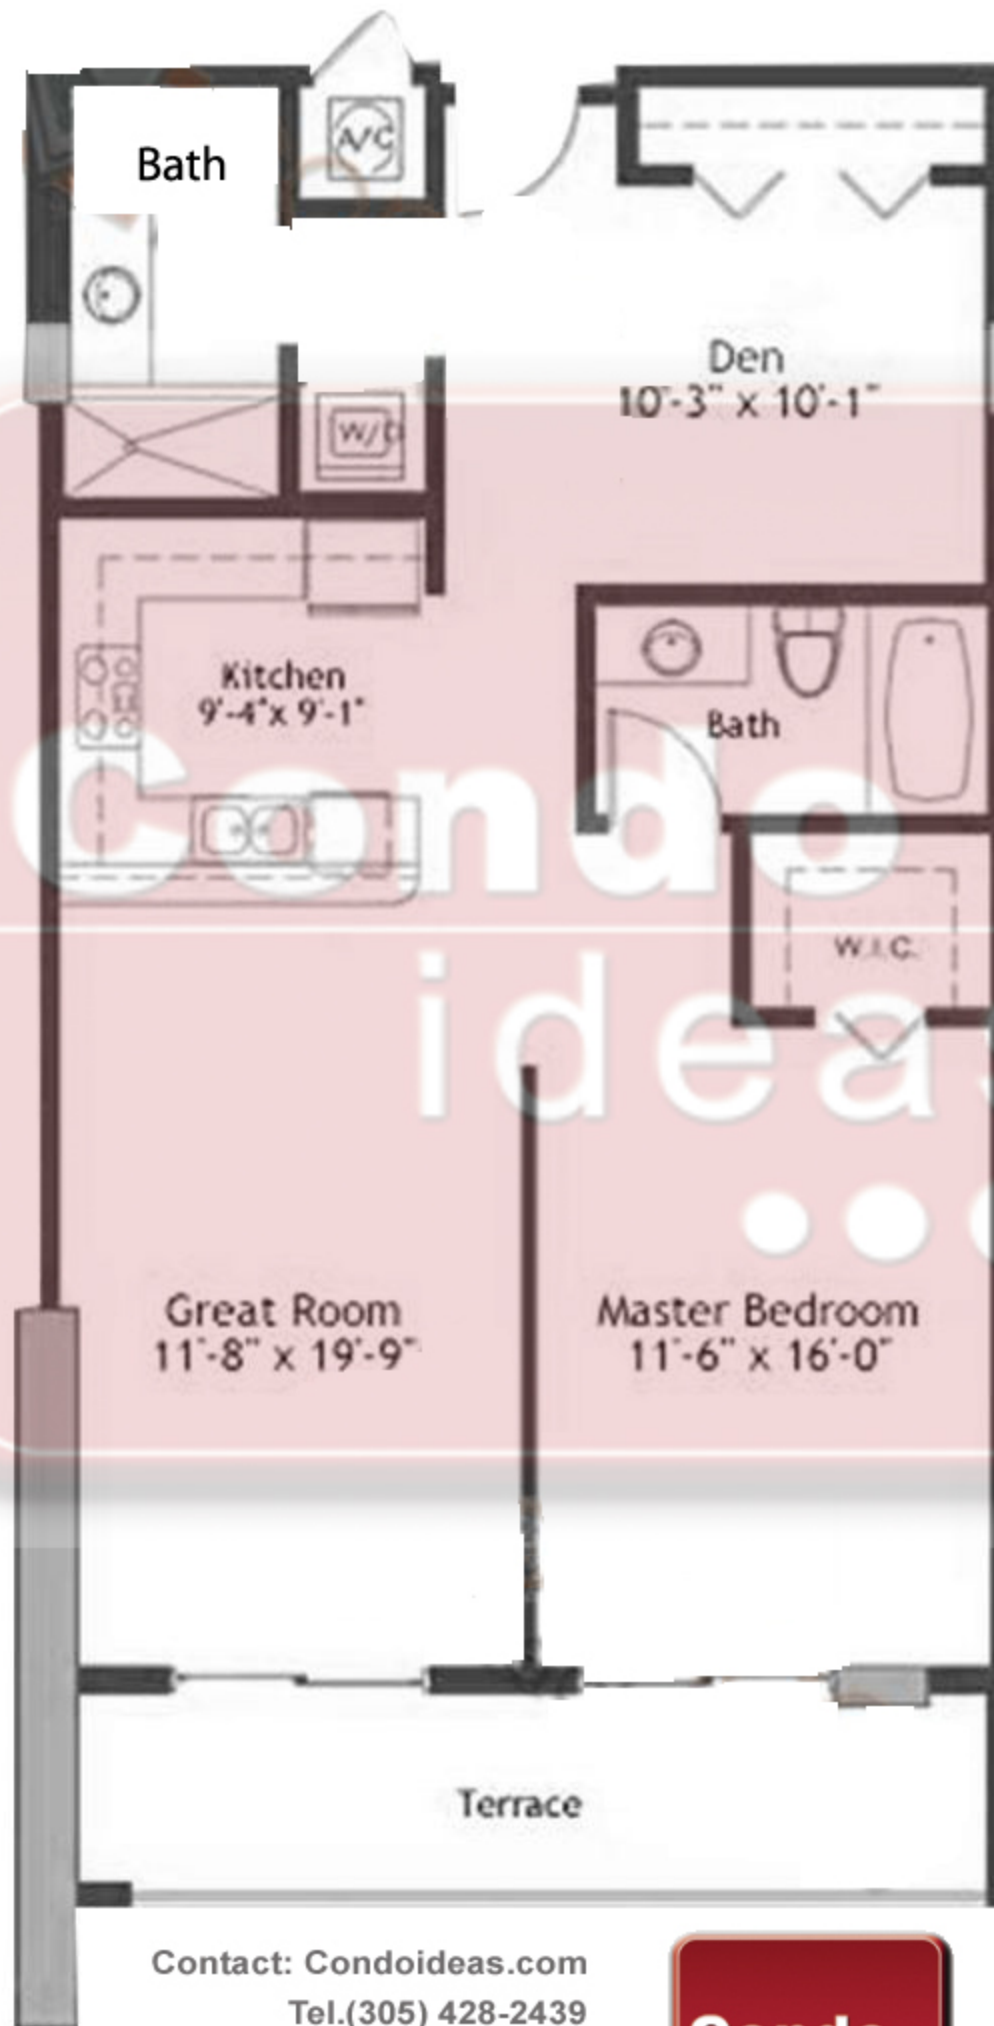 A/C
Bath
Den
10'-3" x 10'-1"
W/D
Kitchen
9'-4"x 9'-1"
Bath
Condo
W.I.C.
ideas
Great Room
11'-8" x 19'-9"
Master Bedroom
11'-6" x 16'-0"
Terrace
Contact: Condoideas.com
Tel.(305) 428-2439
Condo